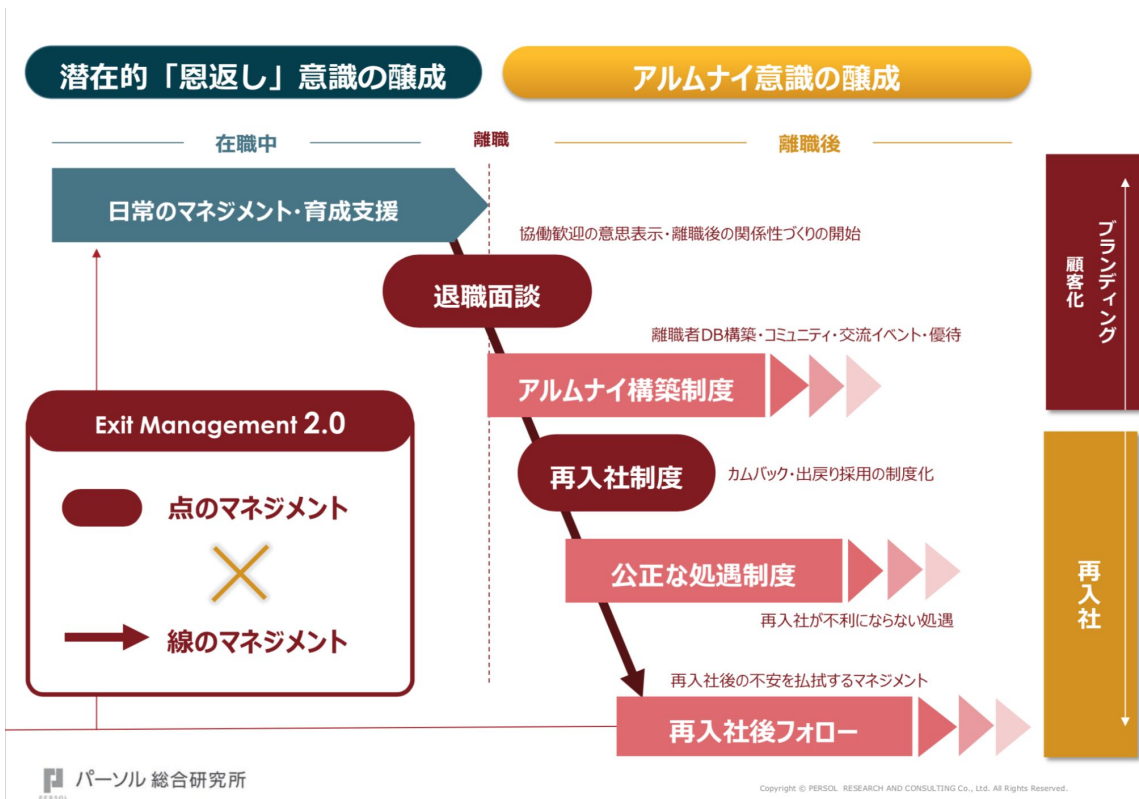 潜在的「恩返し」意識の醸成
アルムナイ意識の醸成
在職中
離職
離職後
日常のマネジメント・育成支援
協働歓迎の意思表示・離職後の関係性づくりの開始
退職面談
離職者DB構築・コミュニティ・交流イベント・優待
アルムナイ構築制度
再入社制度
カムバック・出戻り採用の制度化
公正な処遇制度
再入社が不利にならない処遇
再入社後の不安を払拭するマネジメント
再入社後フォロー
Exit Management 2.0
点のマネジメント
線のマネジメント
ブランディング
顧客化
再入社
パーソル 総合研究所
PERSOL
Copyright © PERSOL RESEARCH AND CONSULTING Co., Ltd. All Rights Reserved.